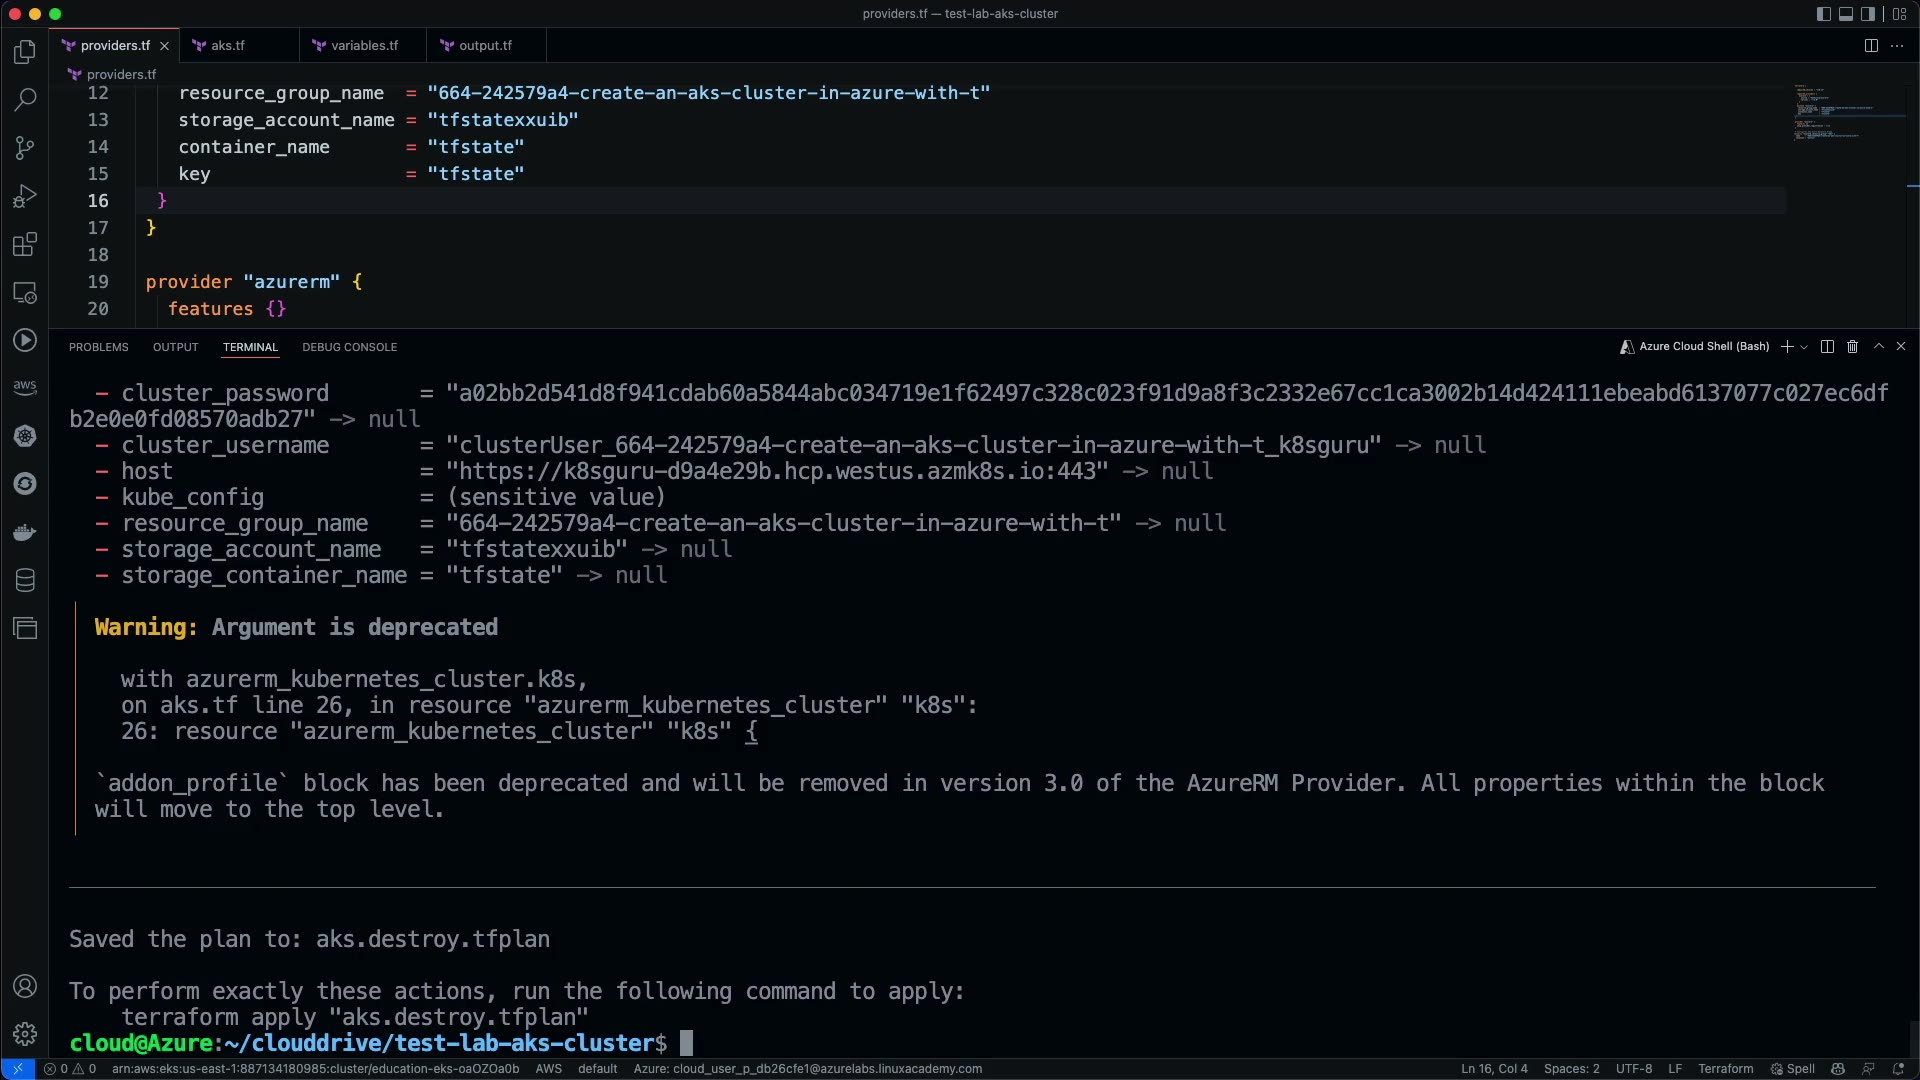 providers.tf — test-lab-aks-cluster
providers.tf
aks.tf
variables.tf
output.tf
providers.tf
12 resource_group_name = "664-242579a4-create-an-aks-cluster-in-azure-with-t"
13 storage_account_name = "tfstatexxuib"
14 container_name = "tfstate"
15 key = "tfstate"
16 }
17 }
18
19 provider "azurerm" {
20 features {}
PROBLEMS OUTPUT TERMINAL DEBUG CONSOLE
Azure Cloud Shell (Bash)
aws
- cluster_password = "a02bb2d541d8f941cdab60a5844abc034719e1f62497c328c023f91d9a8f3c2332e67cc1ca3002b14d424111ebeabd6137077c027ec6df
b2e0e0fd08570adb27" -> null
- cluster_username = "clusterUser_664-242579a4-create-an-aks-cluster-in-azure-with-t_k8sguru" -> null
- host = "https://k8sguru-d9a4e29b.hcp.westus.azmk8s.io:443" -> null
- kube_config = (sensitive value)
- resource_group_name = "664-242579a4-create-an-aks-cluster-in-azure-with-t" -> null
- storage_account_name = "tfstatexxuib" -> null
- storage_container_name = "tfstate" -> null
Warning: Argument is deprecated
with azurerm_kubernetes_cluster.k8s,
on aks.tf line 26, in resource "azurerm_kubernetes_cluster" "k8s":
26: resource "azurerm_kubernetes_cluster" "k8s" {
`addon_profile` block has been deprecated and will be removed in version 3.0 of the AzureRM Provider. All properties within the block
will move to the top level.
Saved the plan to: aks.destroy.tfplan
To perform exactly these actions, run the following command to apply:
terraform apply "aks.destroy.tfplan"
cloud@Azure:~/clouddrive/test-lab-aks-cluster$
0 0 arn:aws:eks:us-east-1:887134180985:cluster/education-eks-oaOZOa0b AWS default Azure: cloud_user_p_db26cfe1@azurelabs.linuxacademy.com Ln 16, Col 4 Spaces: 2 UTF-8 LF Terraform Spell